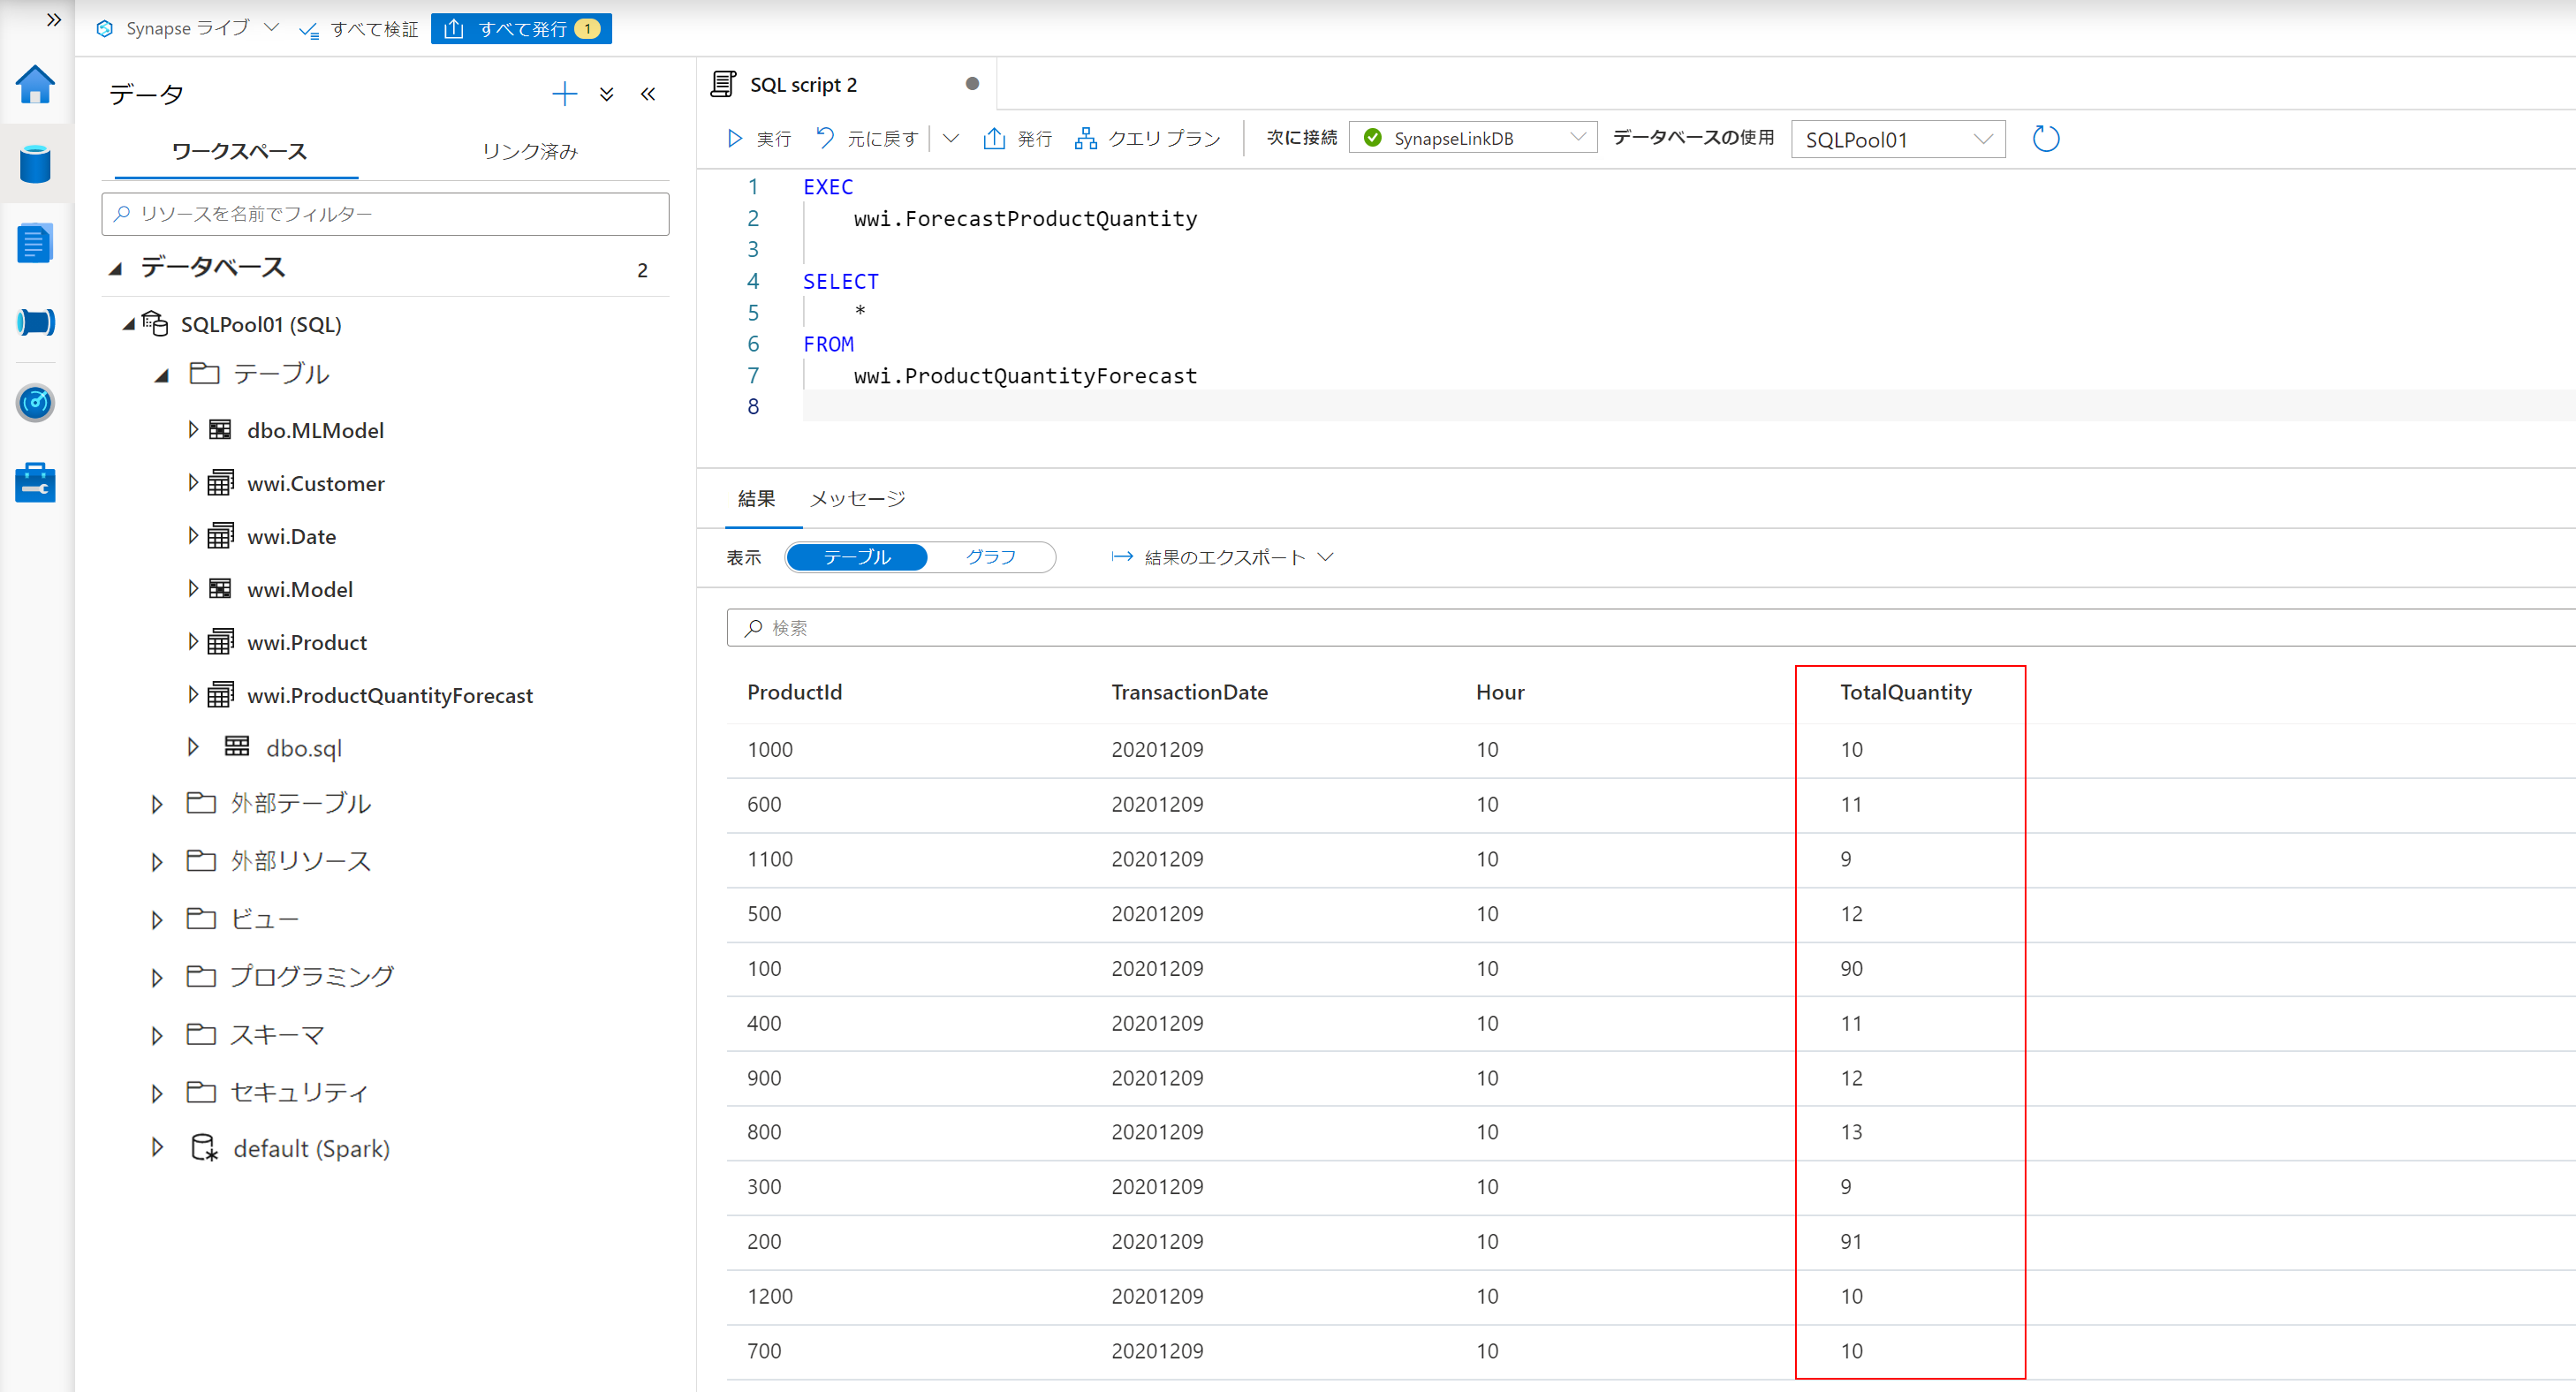 Synapse ライブ すべて検証 すべて発行 1
データ
ワークスペース リンク済み
リソースを名前でフィルター
データベース 2
SQLPool01 (SQL)
テーブル
dbo.MLModel
wwi.Customer
wwi.Date
wwi.Model
wwi.Product
wwi.ProductQuantityForecast
dbo.sql
外部テーブル
外部リソース
ビュー
プログラミング
スキーマ
セキュリティ
default (Spark)
SQL script 2
実行 元に戻す 発行 クエリ プラン 次に接続 SynapseLinkDB データベースの使用 SQLPool01
1 EXEC
2 wwi.ForecastProductQuantity
3
4 SELECT
5 *
6 FROM
7 wwi.ProductQuantityForecast
8
結果 メッセージ
表示 テーブル グラフ 結果のエクスポート
検索
ProductId TransactionDate Hour TotalQuantity
1000 20201209 10 10
600 20201209 10 11
1100 20201209 10 9
500 20201209 10 12
100 20201209 10 90
400 20201209 10 11
900 20201209 10 12
800 20201209 10 13
300 20201209 10 9
200 20201209 10 91
1200 20201209 10 10
700 20201209 10 10